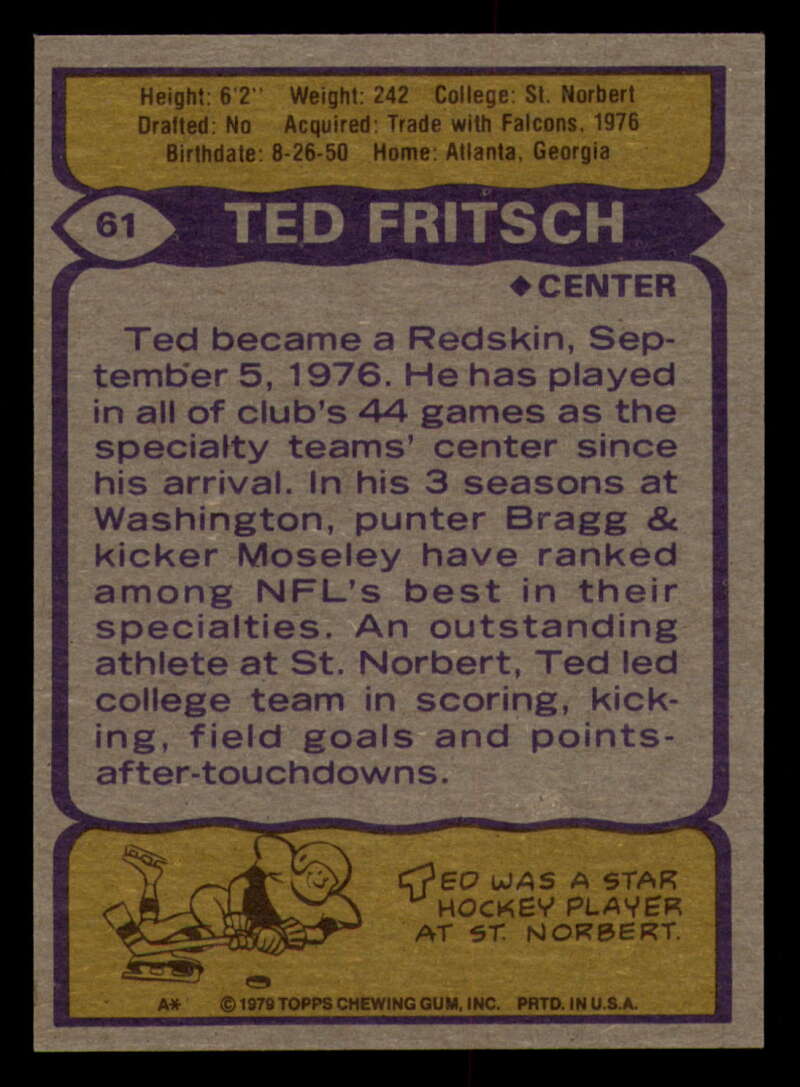 Height: 6'2" Weight: 242 College: St. Norbert
Drafted: No Acquired: Trade with Falcons, 1976
Birthdate: 8-26-50 Home: Atlanta, Georgia
61 TED FRITSCH
◆CENTER
Ted became a Redskin, Sep-
tember 5, 1976. He has played
in all of club's 44 games as the
specialty teams' center since
his arrival. In his 3 seasons at
Washington, punter Bragg &
kicker Moseley have ranked
among NFL's best in their
specialties. An outstanding
athlete at St. Norbert, Ted led
college team in scoring, kick-
ing, field goals and points-
after-touchdowns.
TED WAS A STAR
HOCKEY PLAYER
AT ST. NORBERT.
A* © 1979 TOPPS CHEWING GUM, INC. PRTD. IN U.S.A.